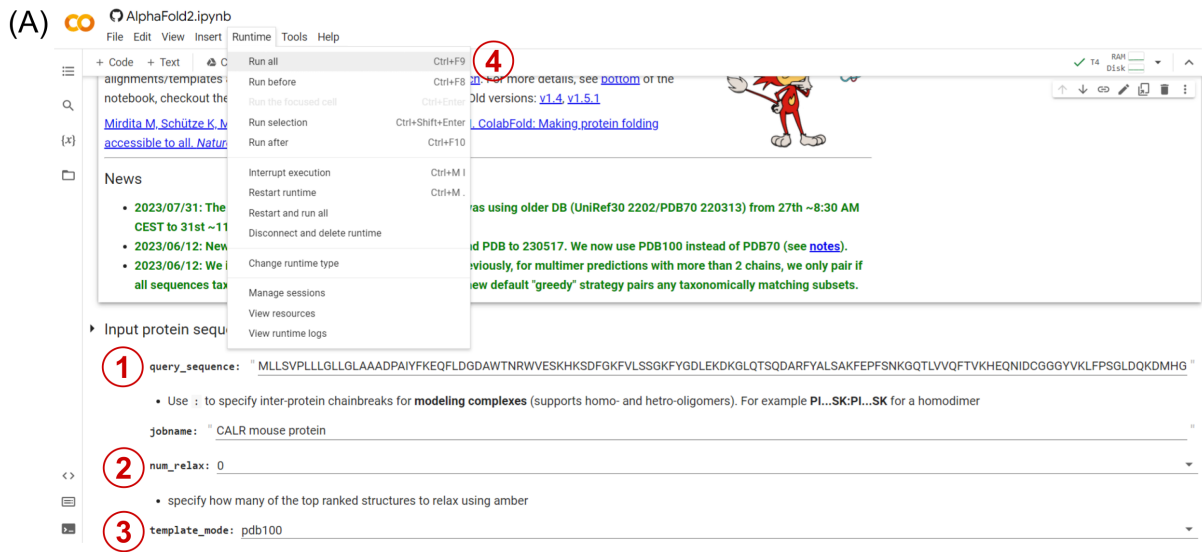 (A)
AlphaFold2.ipynb
File Edit View Insert Runtime Tools Help
+ Code + Text
Run all Ctrl+F9
4
T4 RAM Disk
alignments/templates
For more details, see bottom of the
Run before Ctrl+F8
notebook, checkout the
Old versions: v1.4, v1.5.1
Run the focused cell Ctrl+Enter
Mirdita M, Schütze K,
Run selection Ctrl+Shift+Enter
ColabFold: Making protein folding
accessible to all.
Run after Ctrl+F10
Interrupt execution Ctrl+M I
News
Restart runtime Ctrl+M .
2023/07/31: The
was using older DB (UniRef30 2202/PDB70 220313) from 27th ~8:30 AM
Restart and run all
CEST to 31st
Disconnect and delete runtime
2023/06/12:
PDB to 230517. We now use PDB100 instead of PDB70 (see notes).
2023/06/12: We
for multimer predictions with more than 2 chains, we only pair if
Change runtime type
all sequences
new default "greedy" strategy pairs any taxonomically matching subsets.
Manage sessions
View resources
View runtime logs
Input protein
1
query_sequence: "MLLSVPLLLGLLGLAAADPAIYFKEQFLDGDAWTNRWVESKHKSDFGKFVLSSGKFYGDLEKDKGLQTSQDARFYALSAKFEPFSNKGQTLVVQFTVKHEQNIDCGGGYVKLFPSGLDQKDMHG"
• Use : to specify inter-protein chainbreaks for modeling complexes (supports homo- and hetro-oligomers). For example PI...SK:PI...SK for a homodimer
jobname: "CALR mouse protein"
2
num_relax: 0
• specify how many of the top ranked structures to relax using amber
3
template_mode: pdb100